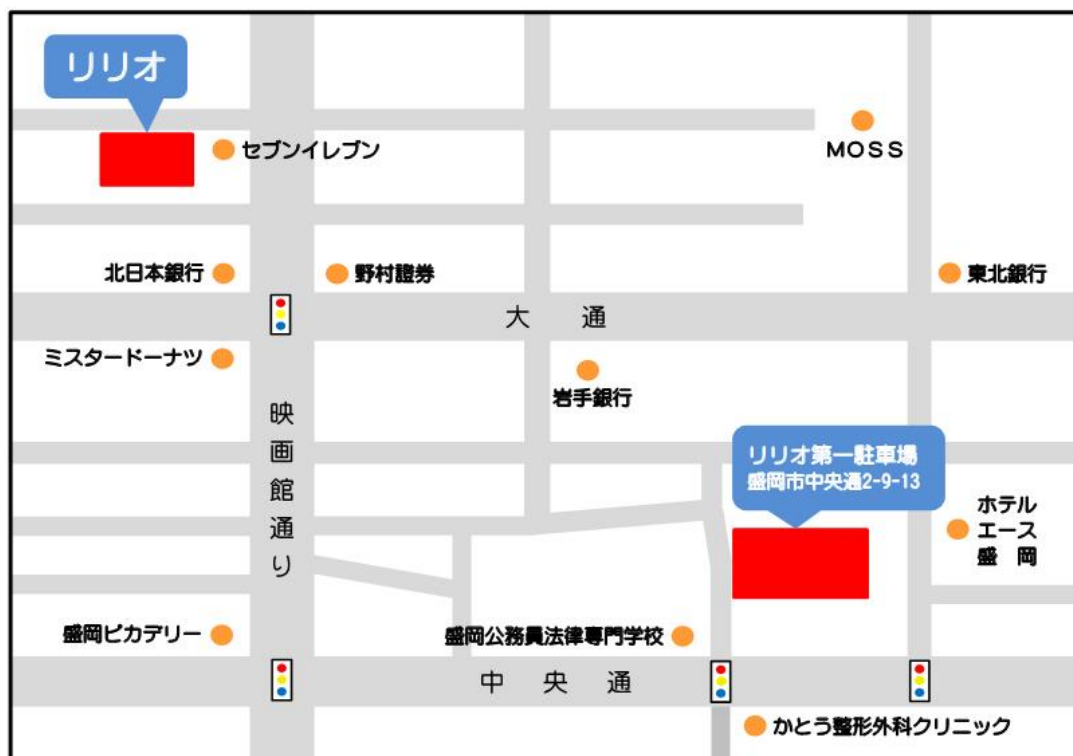 リリオ
セブンイレブン
MOSS
北日本銀行
野村證券
東北銀行
大通
ミスタードーナツ
岩手銀行
映画館通り
リリオ第一駐車場
盛岡市中央通2-9-13
ホテル
エース
盛岡
盛岡ピカデリー
盛岡公務員法律専門学校
中央通
かとう整形外科クリニック